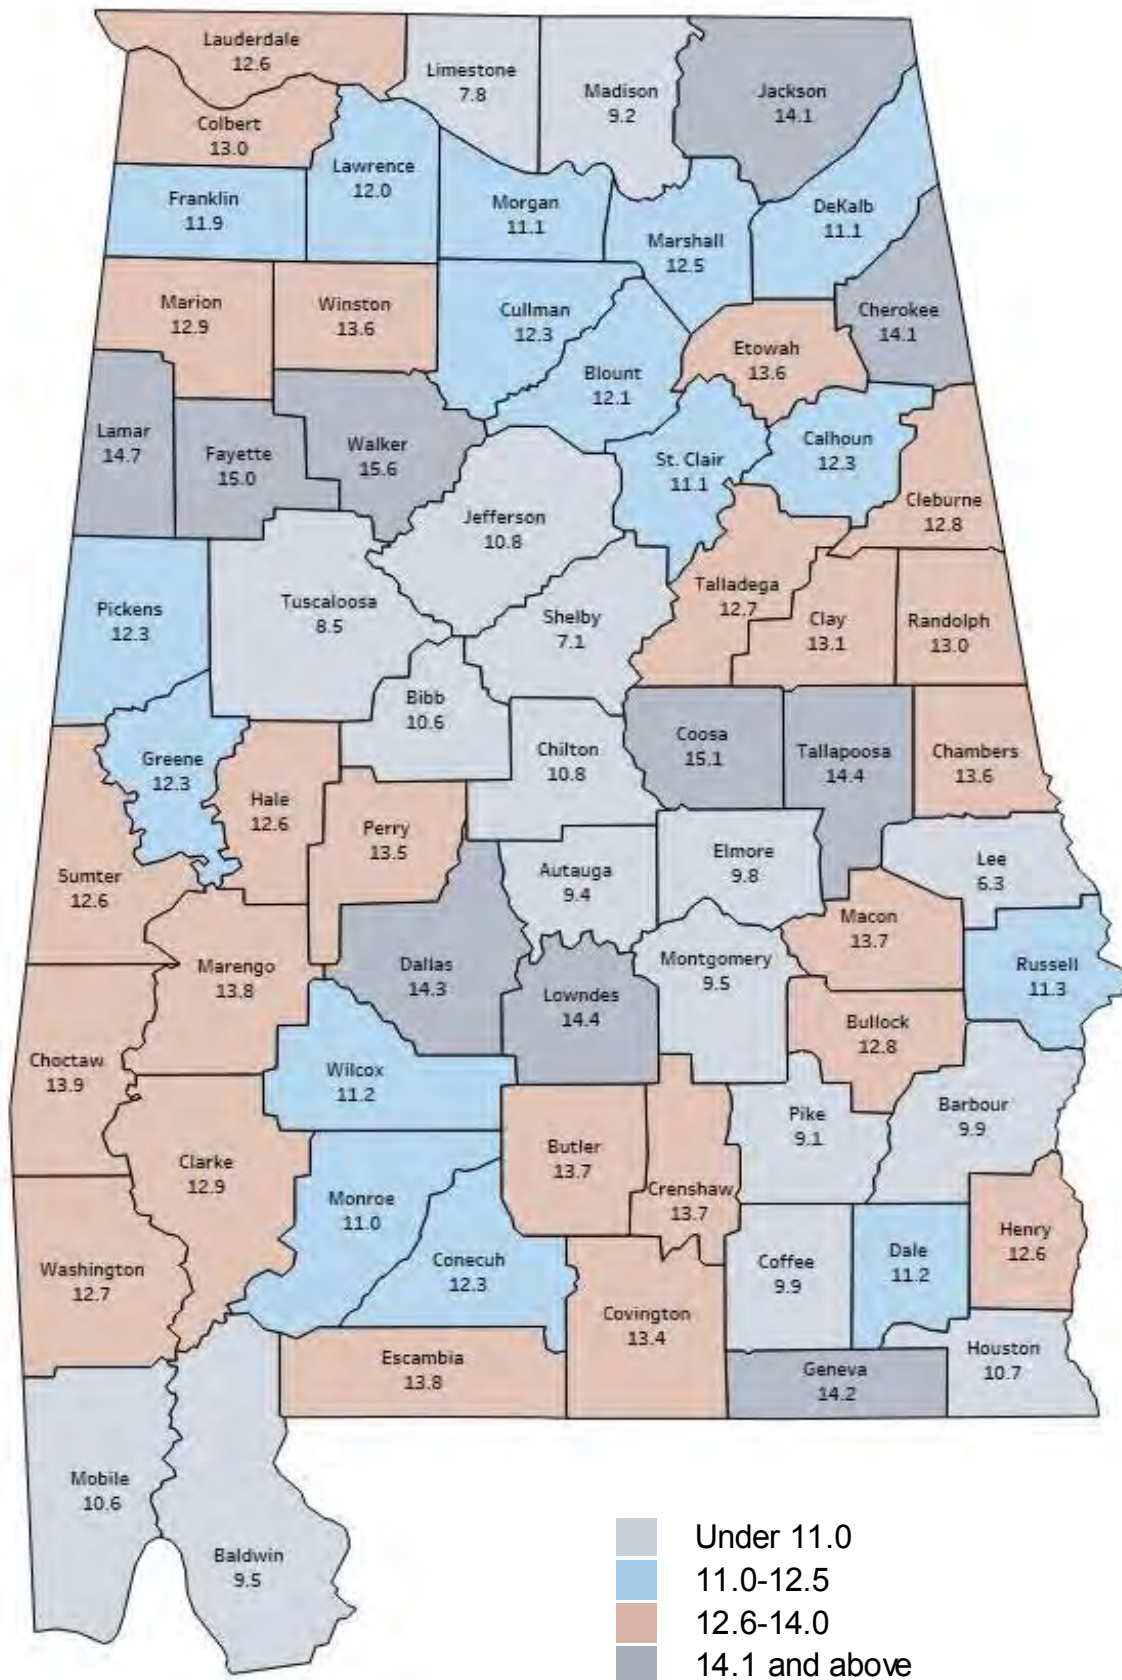 Lauderdale
12.6
Limestone
7.8
Madison
9.2
Jackson
14.1
Colbert
13.0
Lawrence
12.0
Franklin
11.9
Morgan
11.1
DeKalb
11.1
Marshall
12.5
Marion
12.9
Winston
13.6
Cullman
12.3
Cherokee
14.1
Etowah
13.6
Blount
12.1
Lamar
14.7
Fayette
15.0
Walker
15.6
St. Clair
11.1
Calhoun
12.3
Cleburne
12.8
Jefferson
10.8
Pickens
12.3
Tuscaloosa
8.5
Shelby
7.1
Talladega
12.7
Clay
13.1
Randolph
13.0
Bibb
10.6
Greene
12.3
Chilton
10.8
Coosa
15.1
Tallapoosa
14.4
Chambers
13.6
Hale
12.6
Perry
13.5
Sumter
12.6
Autauga
9.4
Elmore
9.8
Lee
6.3
Macon
13.7
Marengo
13.8
Dallas
14.3
Lowndes
14.4
Montgomery
9.5
Russell
11.3
Bullock
12.8
Choctaw
13.9
Wilcox
11.2
Pike
9.1
Barbour
9.9
Clarke
12.9
Butler
13.7
Monroe
11.0
Crenshaw
13.7
Washington
12.7
Conecuh
12.3
Coffee
9.9
Dale
11.2
Henry
12.6
Covington
13.4
Escambia
13.8
Geneva
14.2
Houston
10.7
Mobile
10.6
Baldwin
9.5
Under 11.0
11.0-12.5
12.6-14.0
14.1 and above